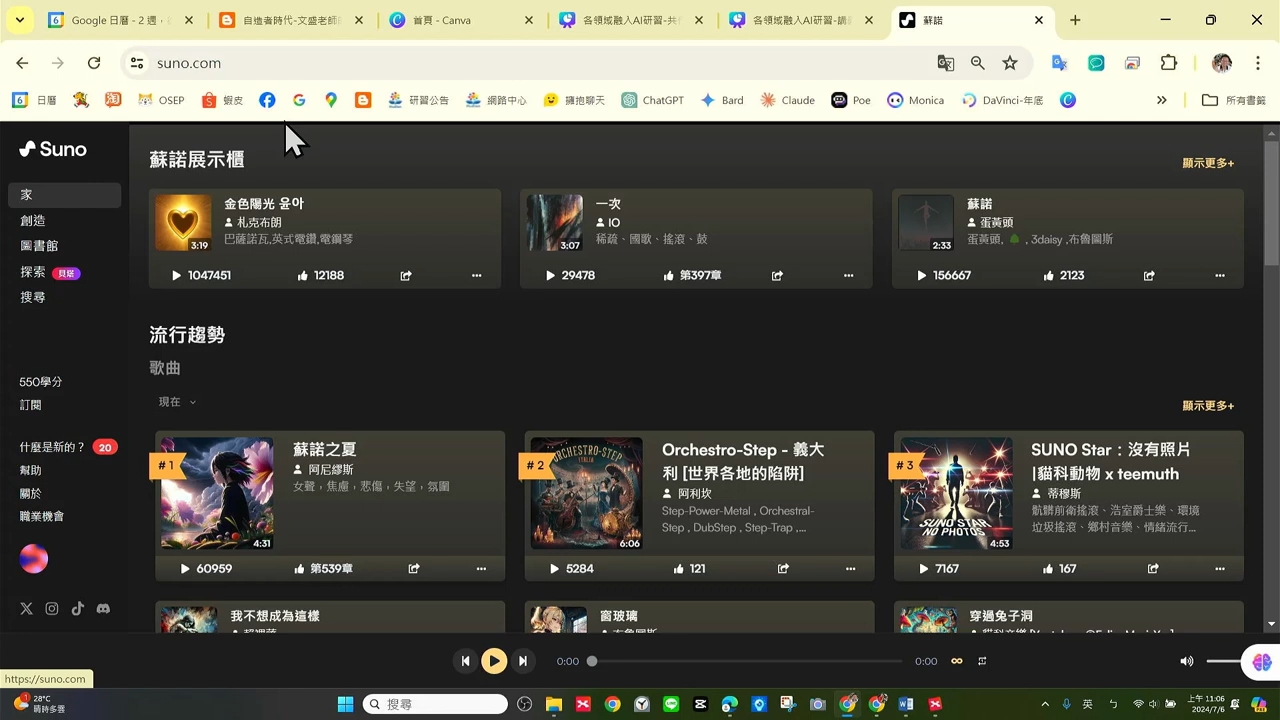 Google 日曆 - 2 週，
自造者時代-文盛老師
首頁 - Canva
各領域融入AI研習-共
各領域融入AI研習-講
蘇諾
suno.com
日曆
OSEP
蝦皮
研習公告
網路中心
擁抱聊天
ChatGPT
Bard
Claude
Poe
Monica
DaVinci-年底
所有書籤
Suno
家
創造
圖書館
探索 貝塔
搜尋
550學分
訂閱
什麼是新的？ 20
幫助
關於
職業機會
蘇諾展示櫃
顯示更多+
金色陽光 윤아
札克布朗
巴薩諾瓦,英式電鑽,電鋼琴
3:19
1047451
12188
一次
IO
稀疏、國歌、搖滾、鼓
3:07
29478
第397章
蘇諾
蛋黃頭
蛋黃頭, , 3daisy ,布魯圖斯
2:33
156667
2123
流行趨勢
歌曲
現在
顯示更多+
# 1
蘇諾之夏
阿尼繆斯
女聲，焦慮，悲傷，失望，氛圍
4:31
60959
第539章
# 2
ORCHESTRO-STEP
ITALIA
Orchestro-Step - 義大
利 [世界各地的陷阱]
阿利坎
Step-Power-Metal , Orchestral-
Step , DubStep , Step-Trap ,...
6:06
5284
121
# 3
SUNO STAR
NO PHOTOS
SUNO Star：沒有照片
|貓科動物 x teemuth
蒂穆斯
骯髒前衛搖滾、浩室爵士樂、環境
垃圾搖滾、鄉村音樂、情緒流行...
4:53
7167
167
我不想成為這樣
窗玻璃
穿過兔子洞
0:00
0:00
https://suno.com
28°C
晴時多雲
搜尋
英
上午 11:06
2024/7/6